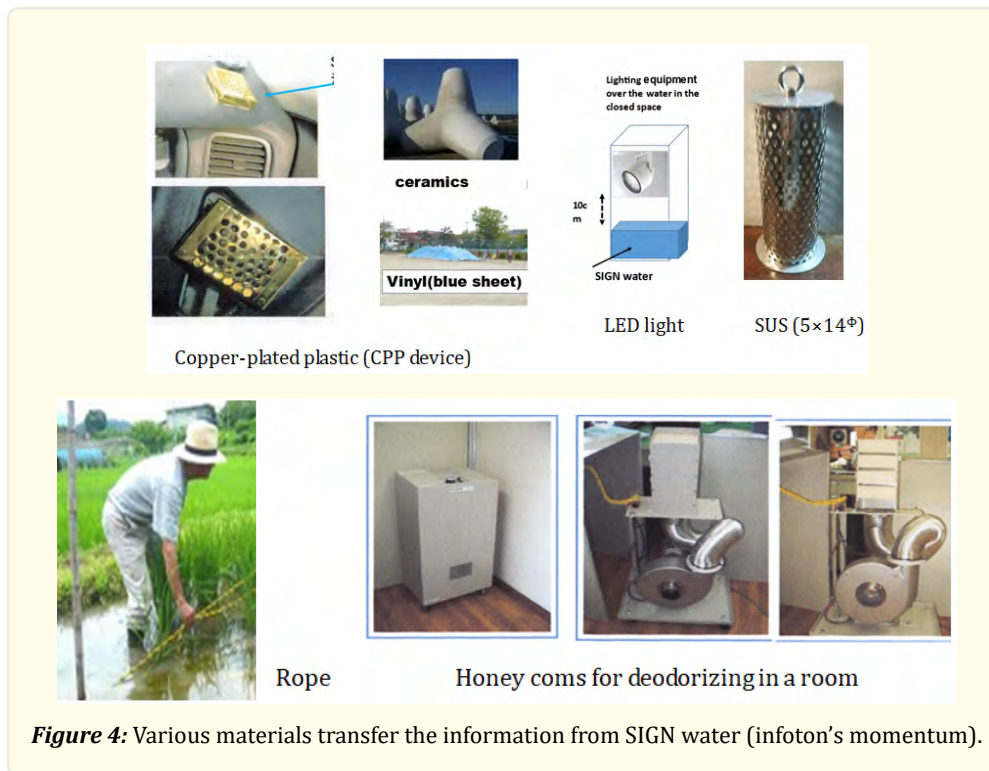 Lighting equipment
over the water in the
closed space
ceramics
10c
m
Vinyl(blue sheet)
SIGN water
LED light
SUS (5×14Φ)
Copper-plated plastic (CPP device)
Rope
Honey coms for deodorizing in a room
Figure 4: Various materials transfer the information from SIGN water (infoton's momentum).